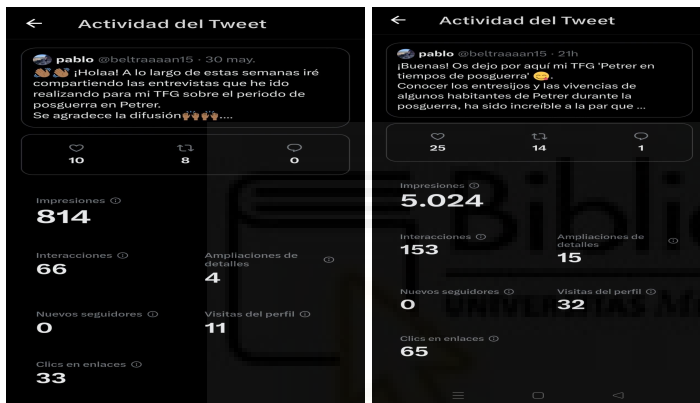 Actividad del Tweet
pablo @beltraaaan15 · 30 may.
👏🏽👏🏽 ¡Holaa! A lo largo de estas semanas iré
compartiendo las entrevistas que he ido
realizando para mi TFG sobre el periodo de
posguerra en Petrer.
Se agradece la difusión🙌🏽🙌🏽....
10 8 0
Impresiones
814
Interacciones
66
Ampliaciones de
detalles
4
Nuevos seguidores
0
Visitas del perfil
11
Clics en enlaces
33
Actividad del Tweet
pablo @beltraaaan15 · 21h
¡Buenas! Os dejo por aquí mi TFG 'Petrer en
tiempos de posguerra' 😋.
Conocer los entresijos y las vivencias de
algunos habitantes de Petrer durante la
posguerra, ha sido increíble a la par que ...
25 14 1
Impresiones
5.024
Interacciones
153
Ampliaciones de
detalles
15
Nuevos seguidores
0
Visitas del perfil
32
Clics en enlaces
65
Bibli
UNIVERSITAS M